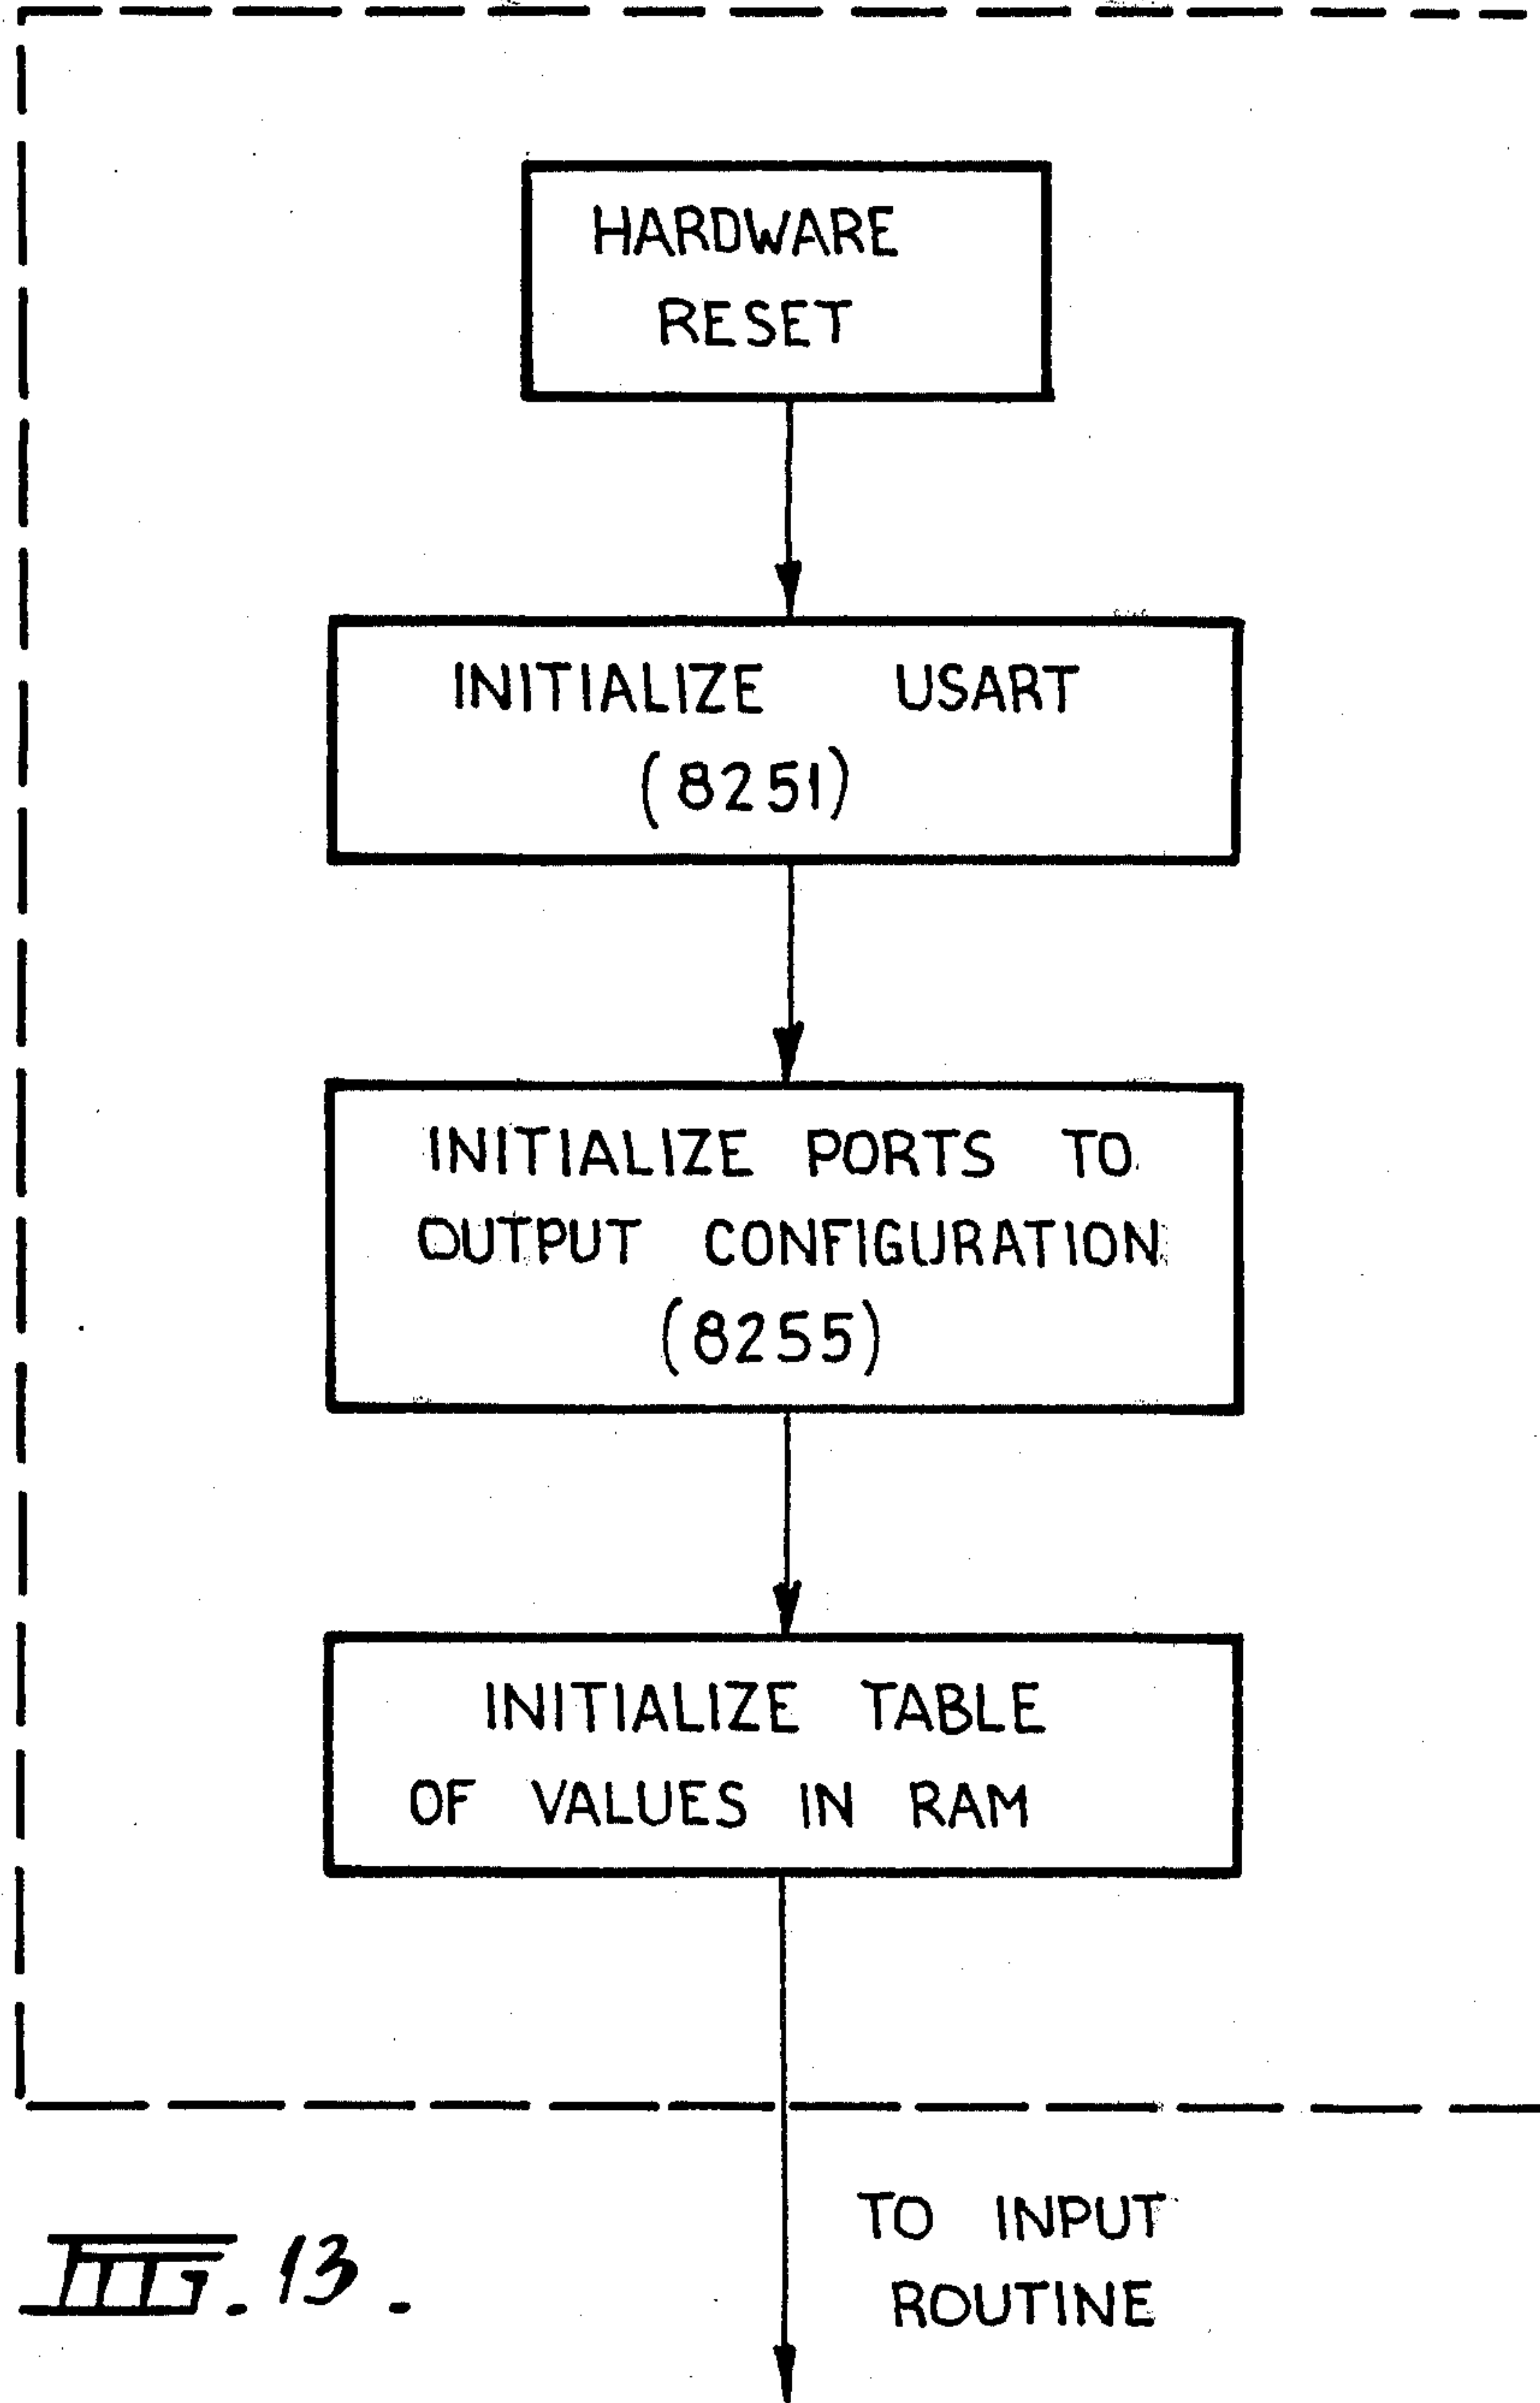 HARDWARE
RESET
INITIALIZE USART
(8251)
INITIALIZE PORTS TO
OUTPUT CONFIGURATION
(8255)
INITIALIZE TABLE
OF VALUES IN RAM
TO INPUT
ROUTINE
FIG. 13.